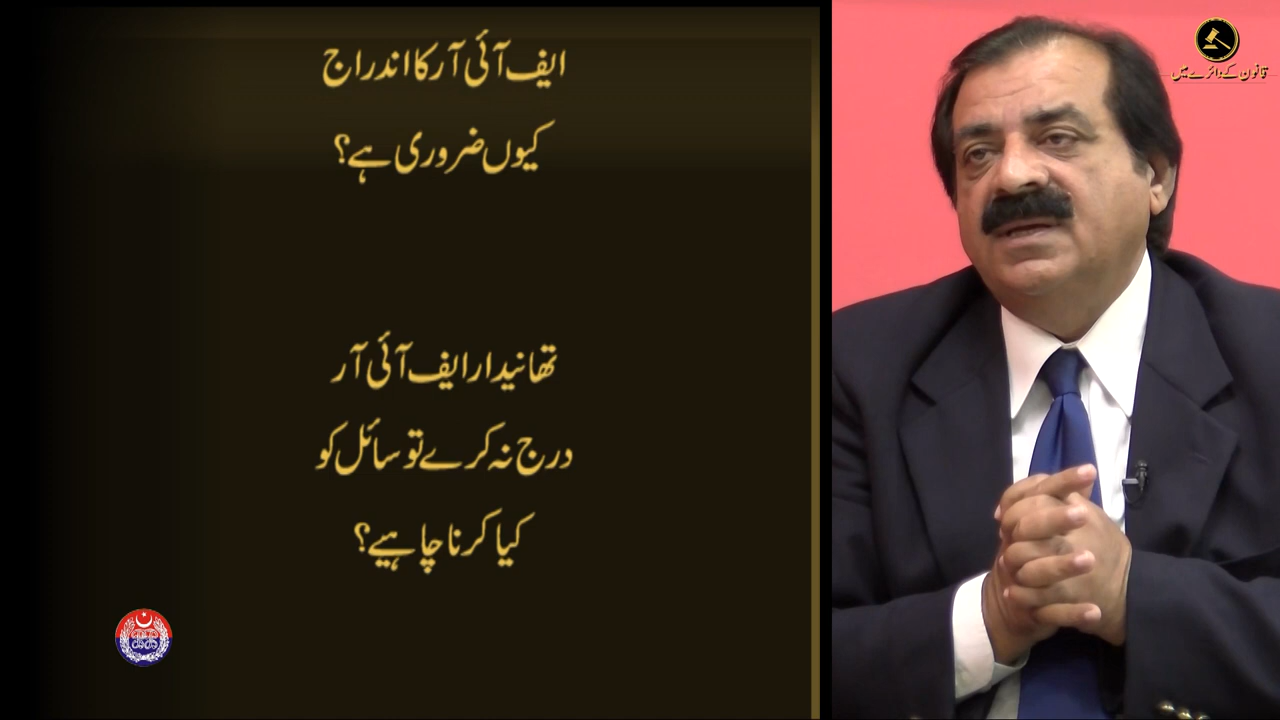 ایف آئی آر کا اندراج
کیوں ضروری ہے؟
تھانیدار ایف آئی آر
درج نہ کرے تو سائل کو
کیا کرنا چاہیے؟
قانون کے دائرے میں